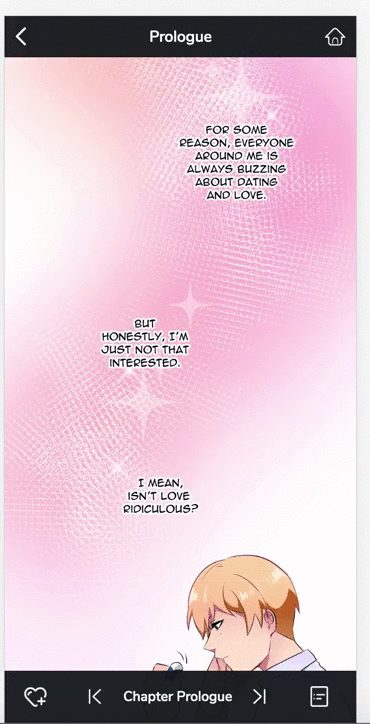 Prologue
FOR SOME
REASON, EVERYONE
AROUND ME IS
ALWAYS BUZZING
ABOUT DATING
AND LOVE.
BUT
HONESTLY, I'M
JUST NOT THAT
INTERESTED.
I MEAN,
ISN'T LOVE
RIDICULOUS?
Chapter Prologue